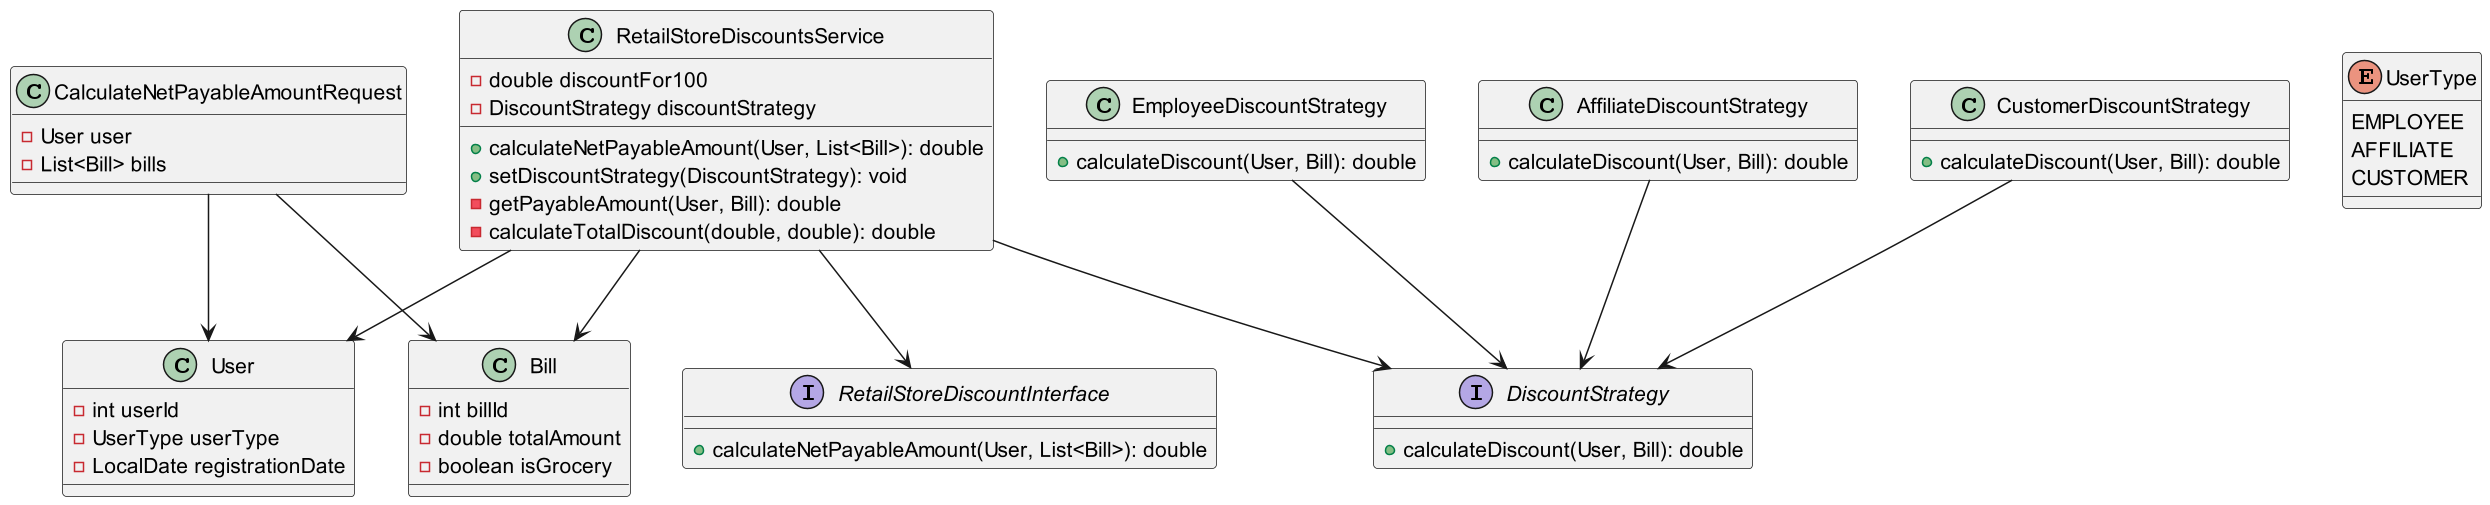 C CalculateNetPayableAmountRequest
User user
List<Bill> bills
C RetailStoreDiscountsService
double discountFor100
DiscountStrategy discountStrategy
calculateNetPayableAmount(User, List<Bill>): double
setDiscountStrategy(DiscountStrategy): void
getPayableAmount(User, Bill): double
calculateTotalDiscount(double, double): double
C EmployeeDiscountStrategy
calculateDiscount(User, Bill): double
C AffiliateDiscountStrategy
calculateDiscount(User, Bill): double
C CustomerDiscountStrategy
calculateDiscount(User, Bill): double
E UserType
EMPLOYEE
AFFILIATE
CUSTOMER
C User
int userId
UserType userType
LocalDate registrationDate
C Bill
int billId
double totalAmount
boolean isGrocery
I RetailStoreDiscountInterface
calculateNetPayableAmount(User, List<Bill>): double
I DiscountStrategy
calculateDiscount(User, Bill): double